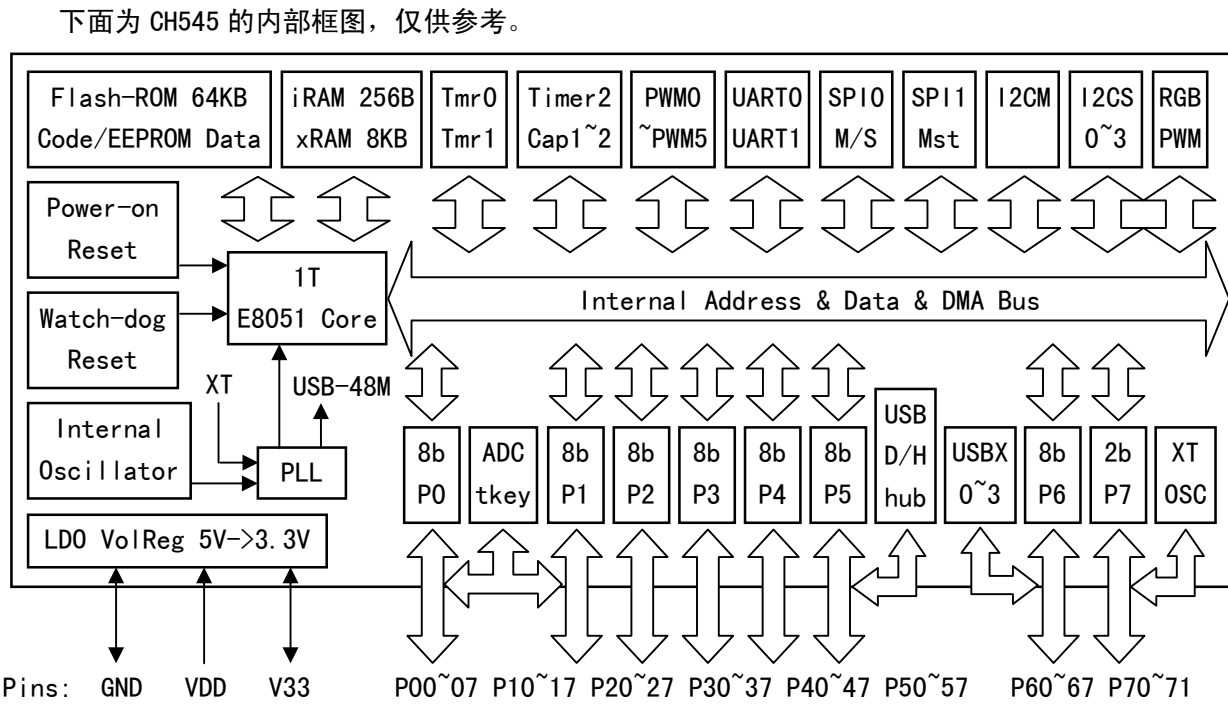 下面为 CH545 的内部框图，仅供参考。
Flash-ROM 64KB
Code/EEPROM Data
iRAM 256B
xRAM 8KB
Tmr0
Tmr1
Timer2
Cap1~2
PWM0
~PWM5
UART0
UART1
SPI0
M/S
SPI1
Mst
I2CM
I2CS
0~3
RGB
PWM
Power-on
Reset
1T
E8051 Core
Internal Address & Data & DMA Bus
Watch-dog
Reset
XT
USB-48M
Internal
Oscillator
PLL
8b
P0
ADC
tkey
8b
P1
8b
P2
8b
P3
8b
P4
8b
P5
USB
D/H
hub
USBX
0~3
8b
P6
2b
P7
XT
OSC
LDO VolReg 5V->3.3V
Pins: GND VDD V33 P00~07 P10~17 P20~27 P30~37 P40~47 P50~57 P60~67 P70~71